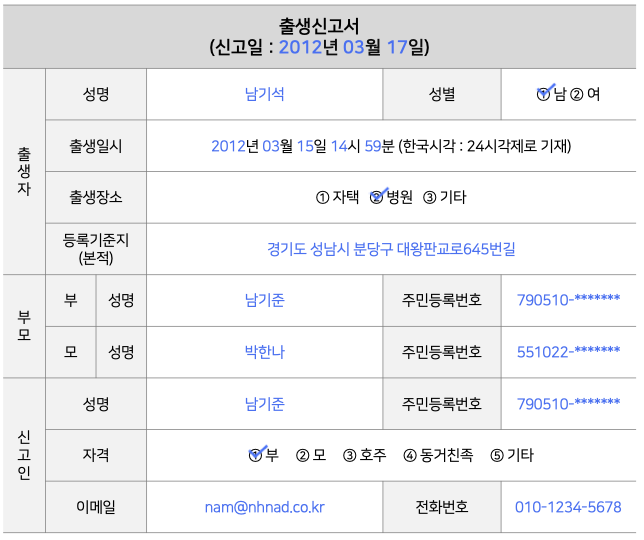 출생신고서
(신고일 : 2012년 03월 17일)
출생자
성명 남기석 성별 ① 남 ② 여
출생일시 2012년 03월 15일 14시 59분 (한국시각 : 24시각제로 기재)
출생장소 ① 자택 ② 병원 ③ 기타
등록기준지
(본적)
경기도 성남시 분당구 대왕판교로645번길
부모
부 성명 남기준 주민등록번호 790510-*******
모 성명 박한나 주민등록번호 551022-*******
신고인
성명 남기준 주민등록번호 790510-*******
자격 ① 부 ② 모 ③ 호주 ④ 동거친족 ⑤ 기타
이메일 nam@nhnad.co.kr 전화번호 010-1234-5678